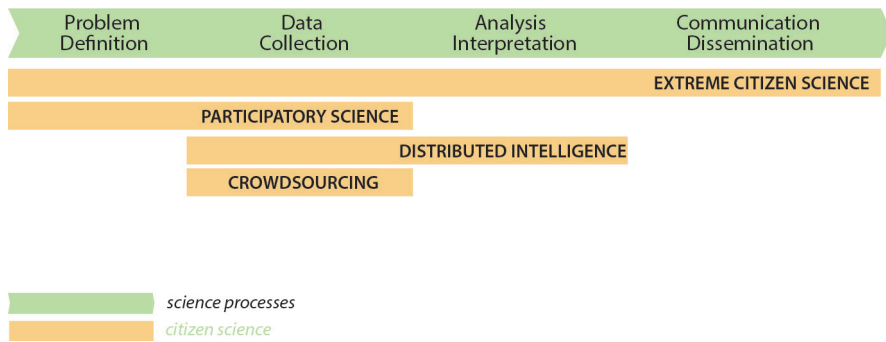 Problem
Definition
Data
Collection
Analysis
Interpretation
Communication
Dissemination
EXTREME CITIZEN SCIENCE
PARTICIPATORY SCIENCE
DISTRIBUTED INTELLIGENCE
CROWDSOURCING
science processes
citizen science